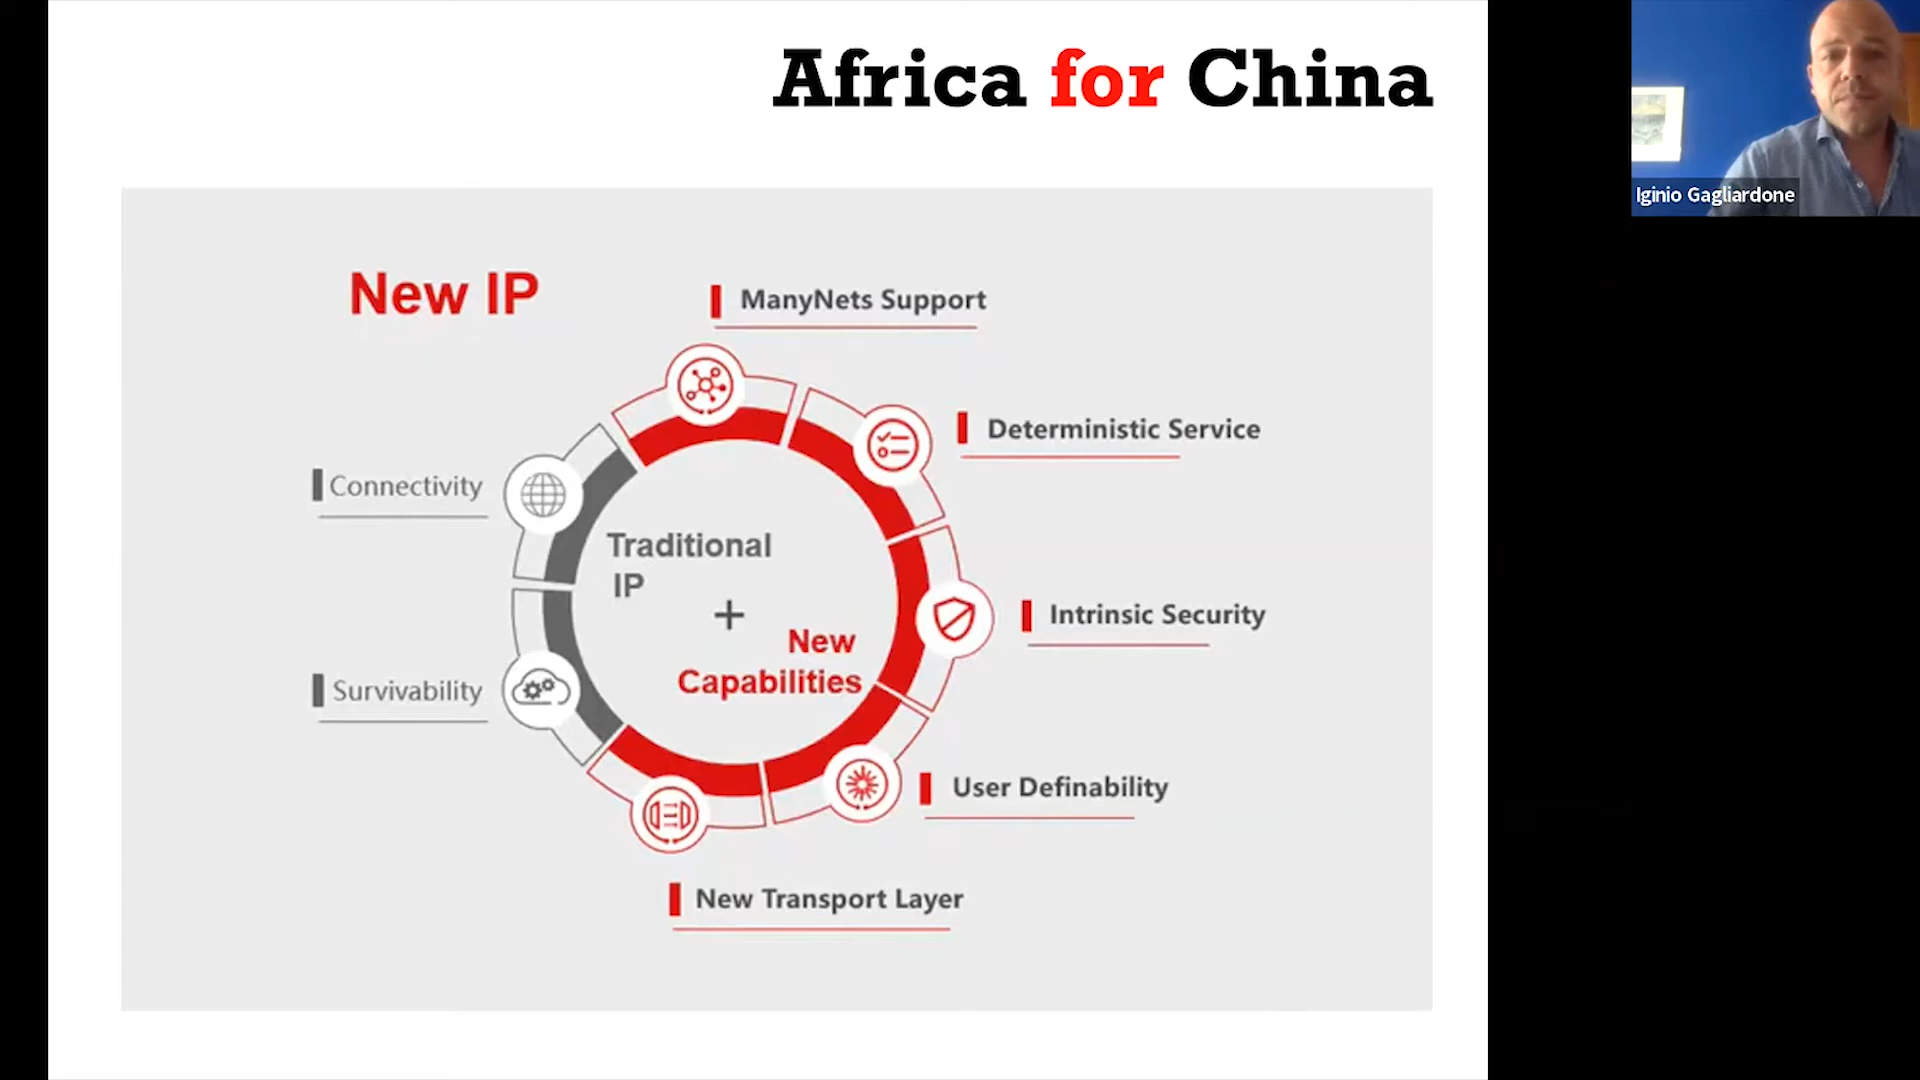 Africa for China
Iginio Gagliardone
New IP
ManyNets Support
Deterministic Service
Connectivity
Traditional
IP
+
New
Capabilities
Intrinsic Security
Survivability
User Definability
New Transport Layer